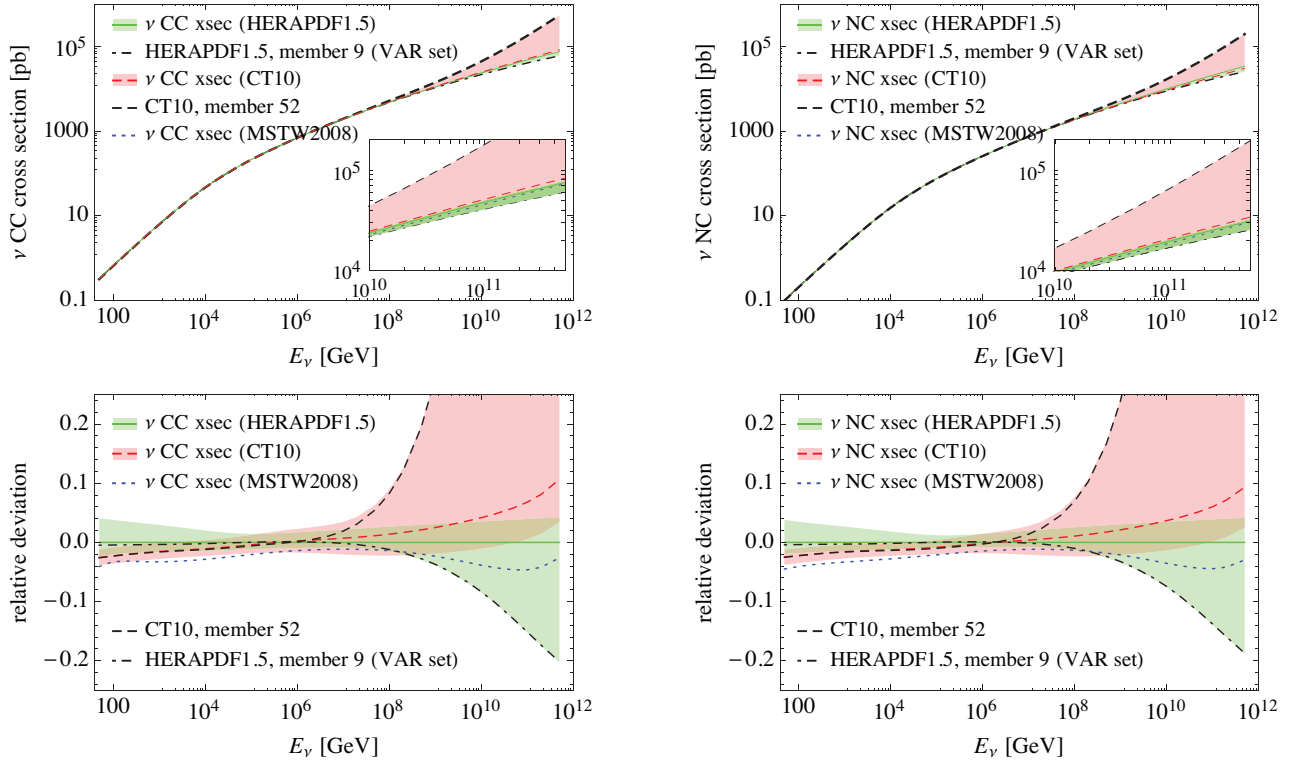 ν CC xsec (HERAPDF1.5)
HERAPDF1.5, member 9 (VAR set)
ν CC xsec (CT10)
CT10, member 52
ν CC xsec (MSTW2008)
10^5
1000
10
0.1
ν CC cross section [pb]
10^5
10^4
10^10
10^11
100
10^4
10^6
10^8
10^10
10^12
E_ν [GeV]
ν NC xsec (HERAPDF1.5)
HERAPDF1.5, member 9 (VAR set)
ν NC xsec (CT10)
CT10, member 52
ν NC xsec (MSTW2008)
10^5
1000
10
0.1
ν NC cross section [pb]
10^5
10^4
10^10
10^11
100
10^4
10^6
10^8
10^10
10^12
E_ν [GeV]
ν CC xsec (HERAPDF1.5)
ν CC xsec (CT10)
ν CC xsec (MSTW2008)
0.2
0.1
0.0
−0.1
−0.2
relative deviation
CT10, member 52
HERAPDF1.5, member 9 (VAR set)
100
10^4
10^6
10^8
10^10
10^12
E_ν [GeV]
ν NC xsec (HERAPDF1.5)
ν NC xsec (CT10)
ν NC xsec (MSTW2008)
0.2
0.1
0.0
−0.1
−0.2
relative deviation
CT10, member 52
HERAPDF1.5, member 9 (VAR set)
100
10^4
10^6
10^8
10^10
10^12
E_ν [GeV]